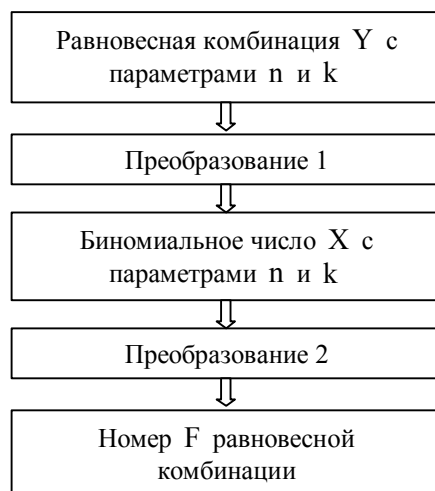 Равновесная комбинация Y с
параметрами n и k
Преобразование 1
Биномиальное число X с
параметрами n и k
Преобразование 2
Номер F равновесной
комбинации